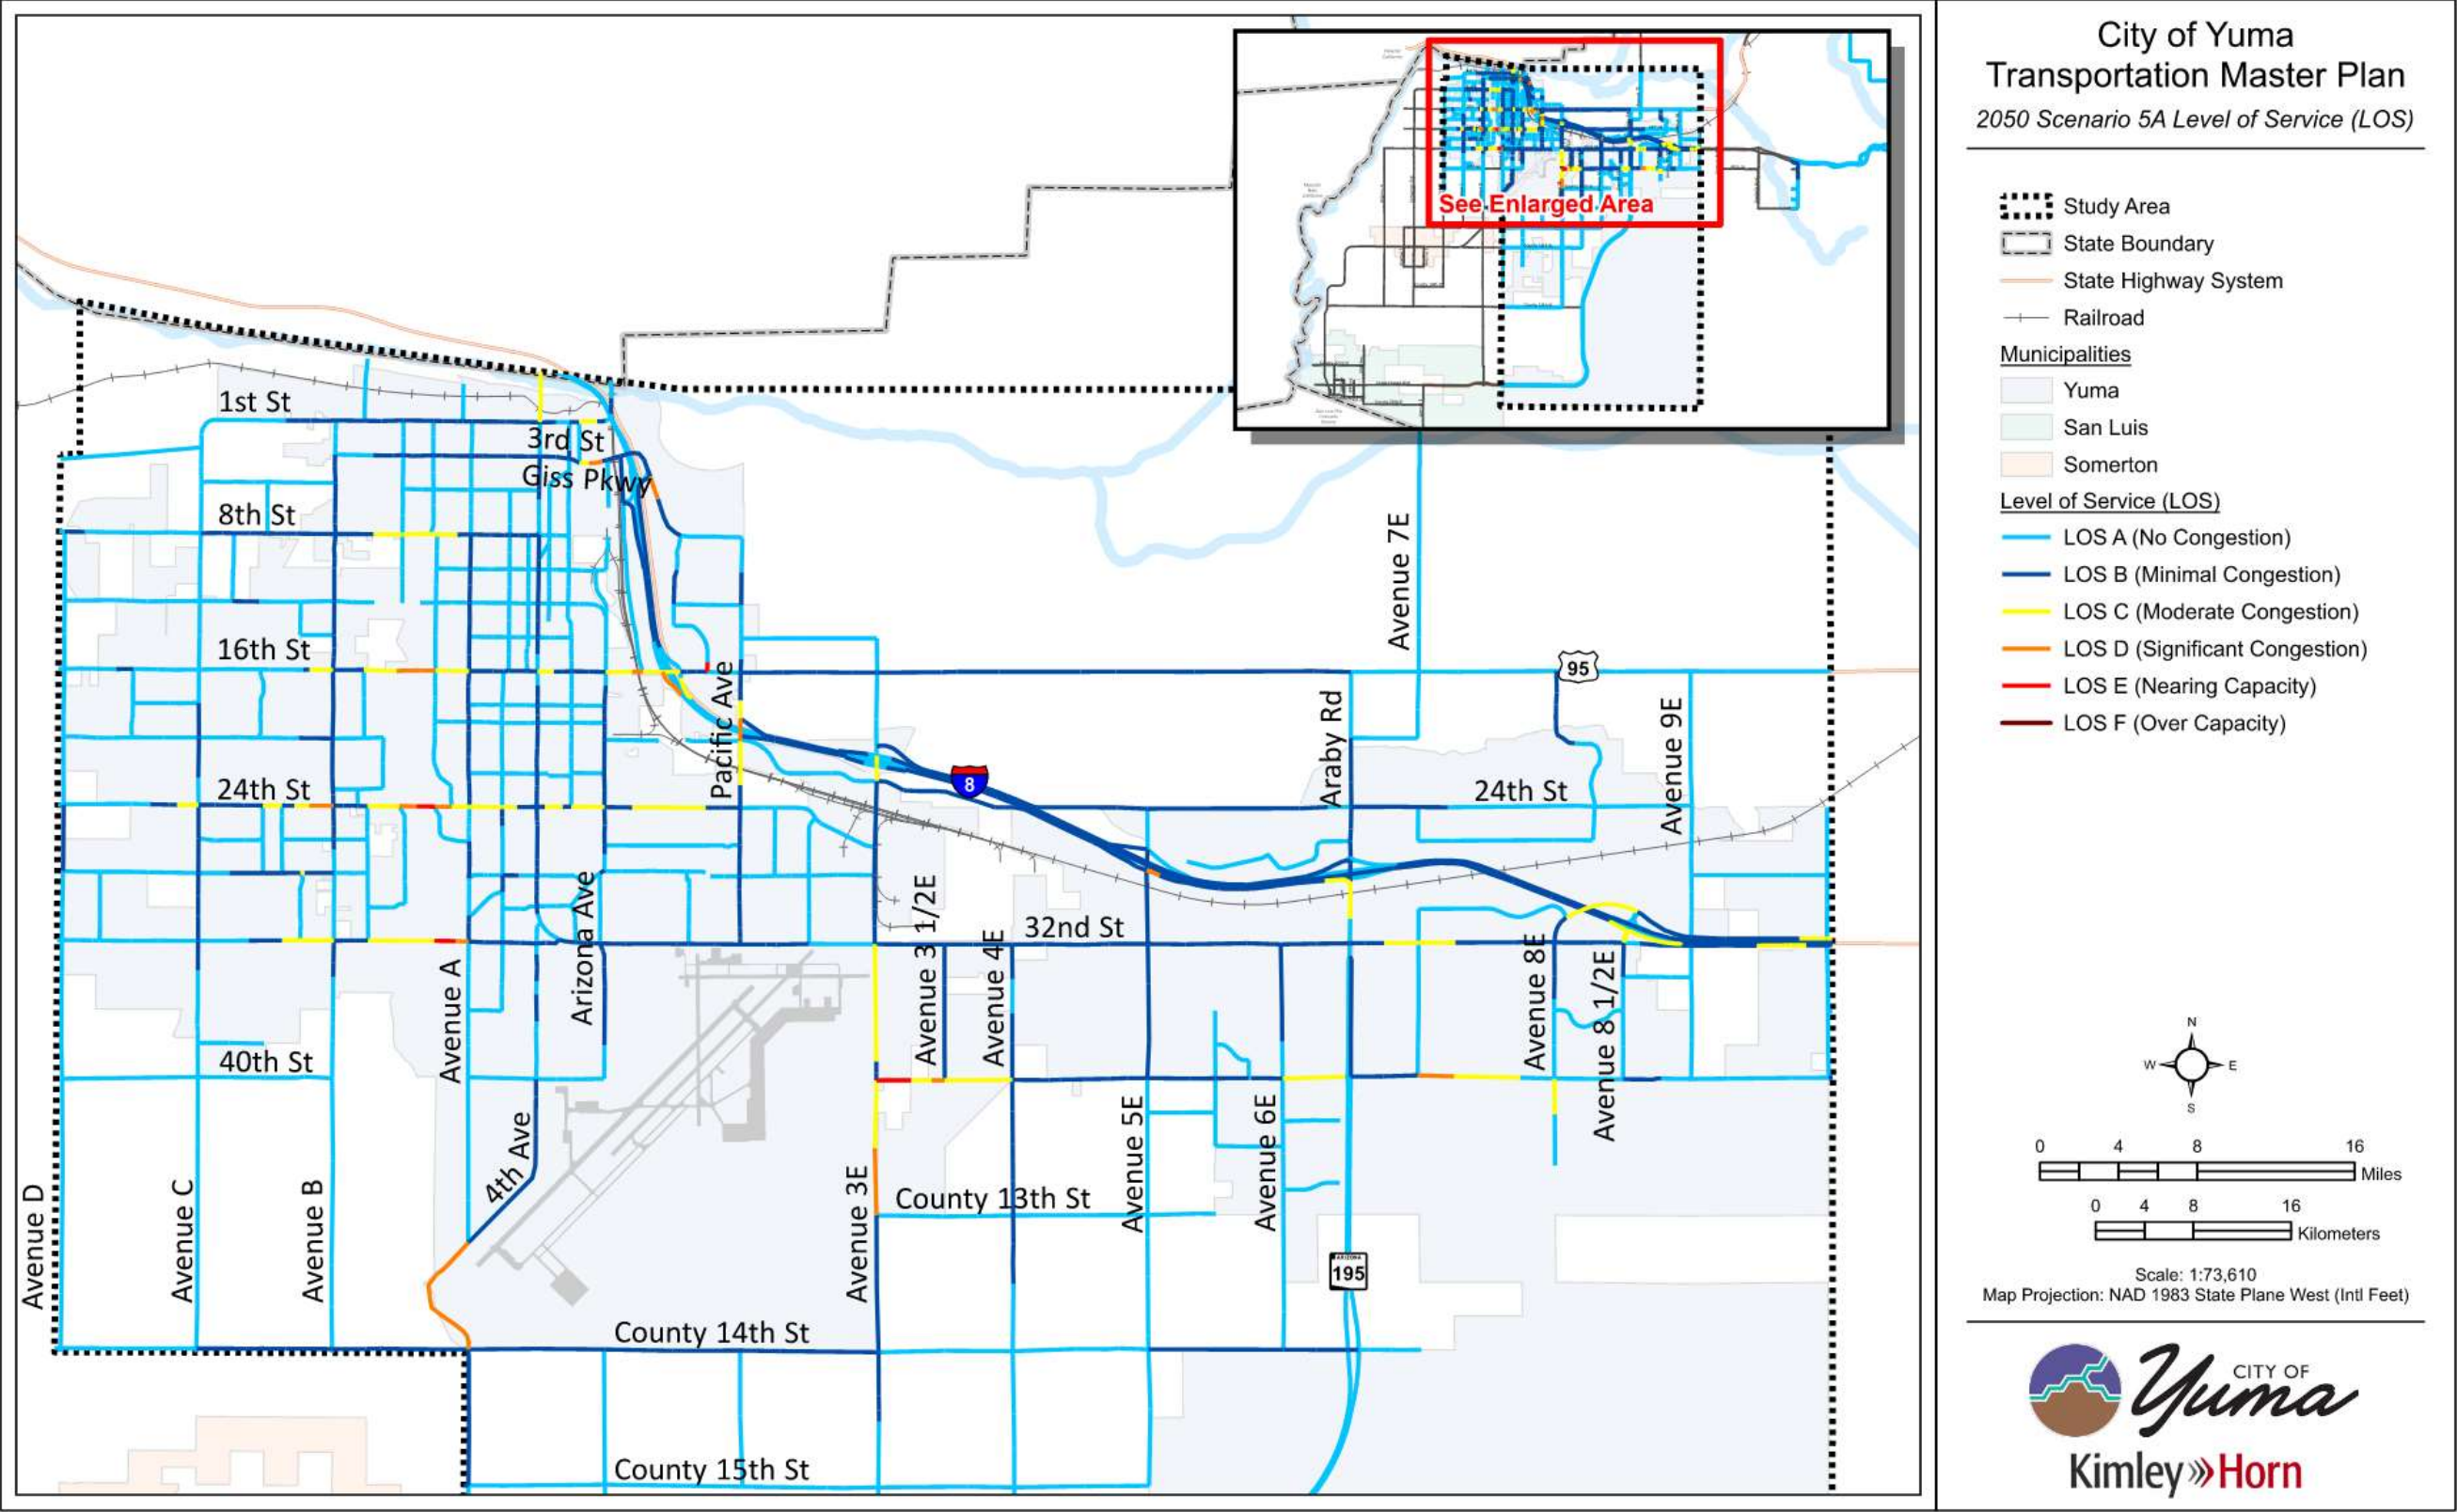 City of Yuma
Transportation Master Plan
2050 Scenario 5A Level of Service (LOS)
Study Area
State Boundary
State Highway System
Railroad
Municipalities
Yuma
San Luis
Somerton
Level of Service (LOS)
LOS A (No Congestion)
LOS B (Minimal Congestion)
LOS C (Moderate Congestion)
LOS D (Significant Congestion)
LOS E (Nearing Capacity)
LOS F (Over Capacity)
N
W E
S
0 4 8 16
Miles
0 4 8 16
Kilometers
Scale: 1:73,610
Map Projection: NAD 1983 State Plane West (Intl Feet)
CITY OF
Yuma
Kimley»Horn
See Enlarged Area
1st St
3rd St
Giss Pkwy
8th St
16th St
24th St
40th St
Avenue D
Avenue C
Avenue B
Avenue A
4th Ave
Arizona Ave
Pacific Ave
Avenue 3E
Avenue 3 1/2E
Avenue 4E
Avenue 5E
Avenue 6E
Araby Rd
Avenue 7E
Avenue 8E
Avenue 8 1/2E
Avenue 9E
95
8
24th St
32nd St
County 13th St
ARIZONA
195
County 14th St
County 15th St